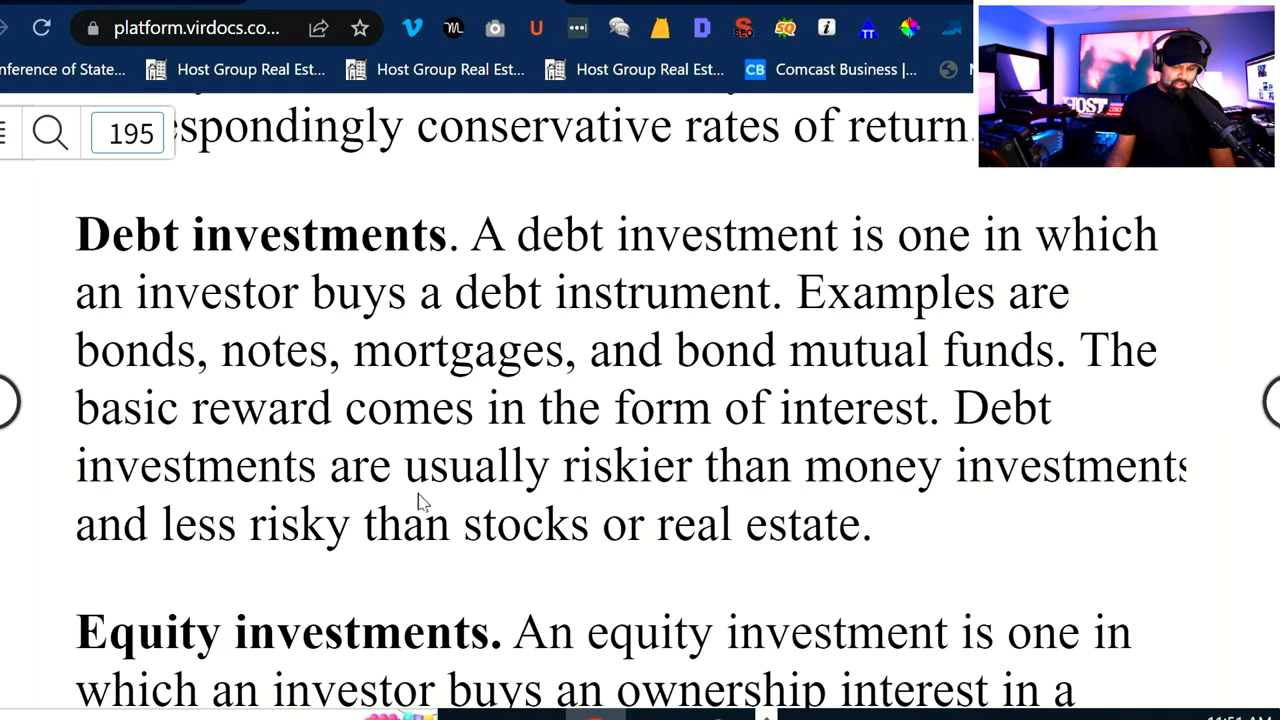 platform.virdocs.co...
nference of State...
Host Group Real Est...
Host Group Real Est...
Host Group Real Est...
CB Comcast Business |...
195
spondingly conservative rates of return.
Debt investments. A debt investment is one in which
an investor buys a debt instrument. Examples are
bonds, notes, mortgages, and bond mutual funds. The
basic reward comes in the form of interest. Debt
investments are usually riskier than money investments
and less risky than stocks or real estate.
Equity investments. An equity investment is one in
which an investor buys an ownership interest in a
HOST